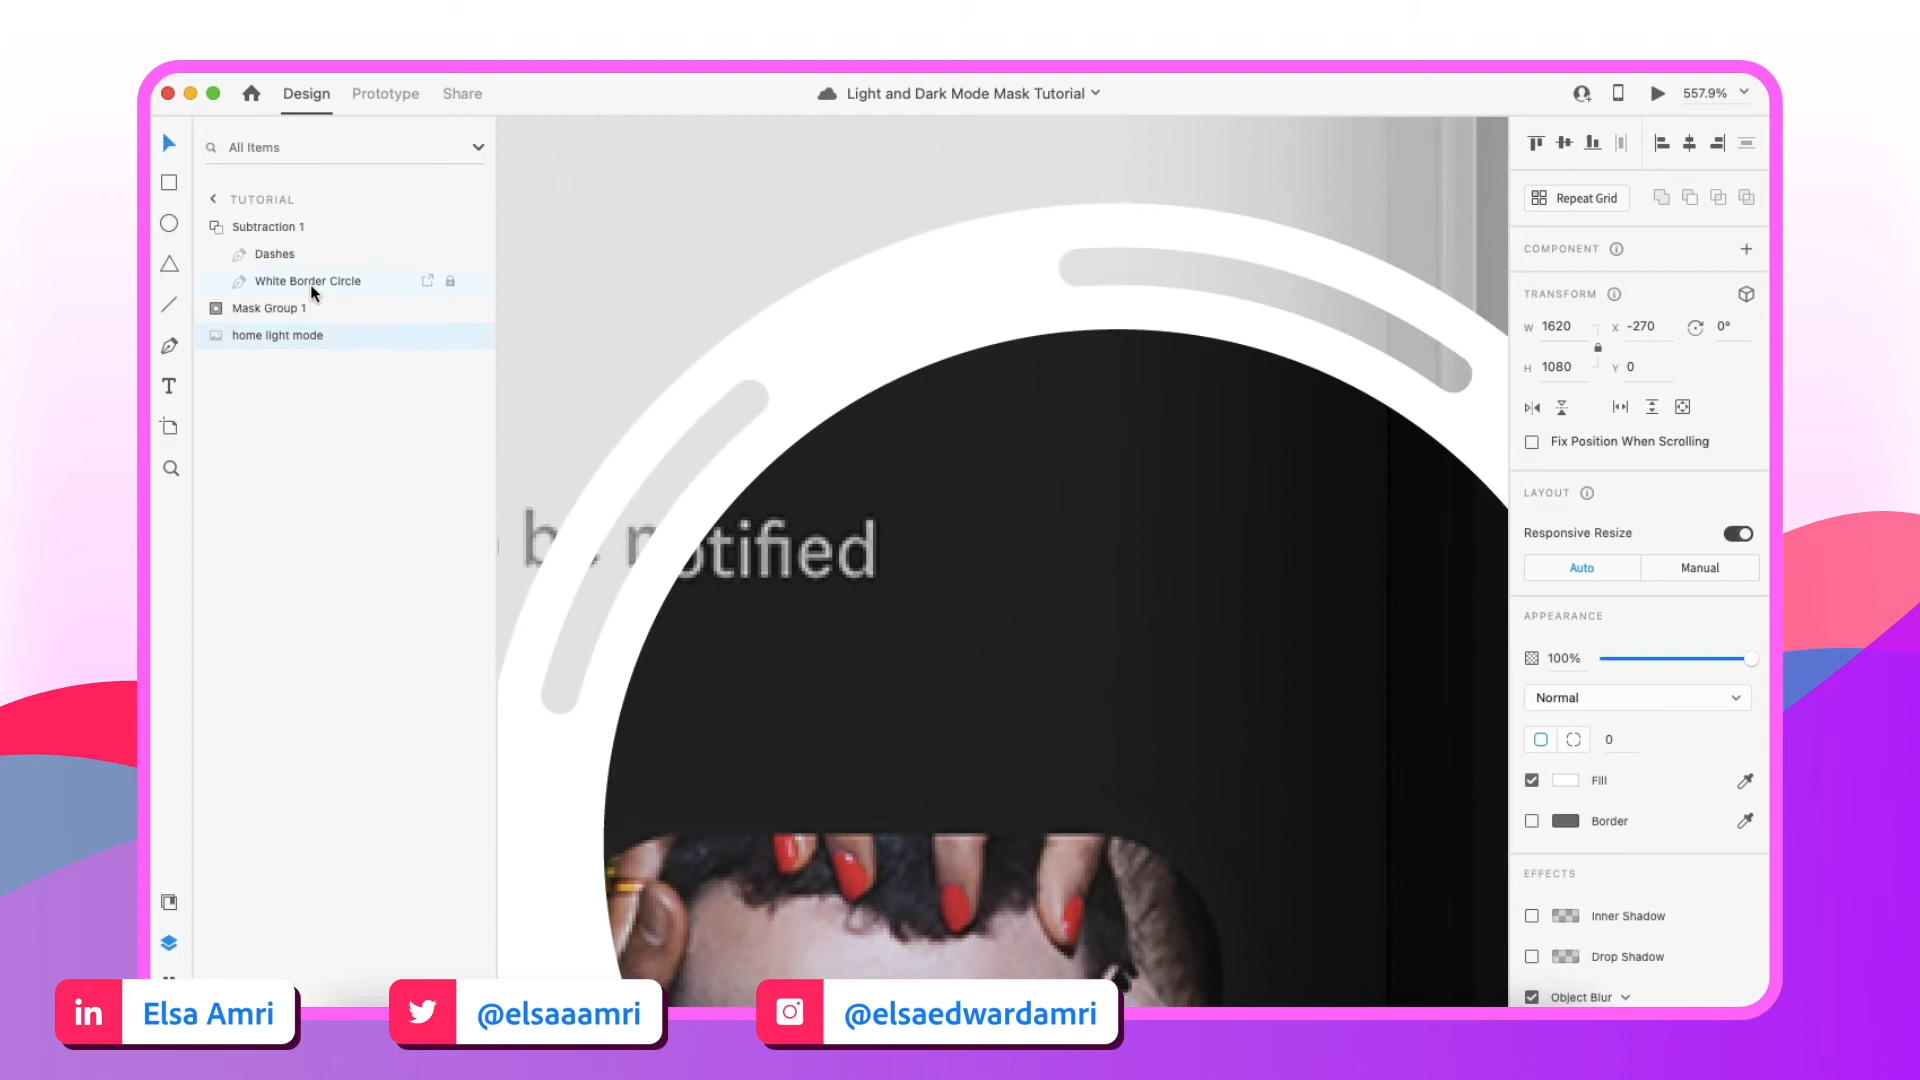 Design Prototype Share
Light and Dark Mode Mask Tutorial
557.9%
All Items
TUTORIAL
Subtraction 1
Dashes
White Border Circle
Mask Group 1
home light mode
be notified
T
Repeat Grid
COMPONENT
TRANSFORM
W 1620 X -270 0°
H 1080 Y 0
Fix Position When Scrolling
LAYOUT
Responsive Resize
Auto Manual
APPEARANCE
100%
Normal
0
Fill
Border
EFFECTS
Inner Shadow
Drop Shadow
Object Blur
in Elsa Amri
@elsaaamri
@elsaedwardamri